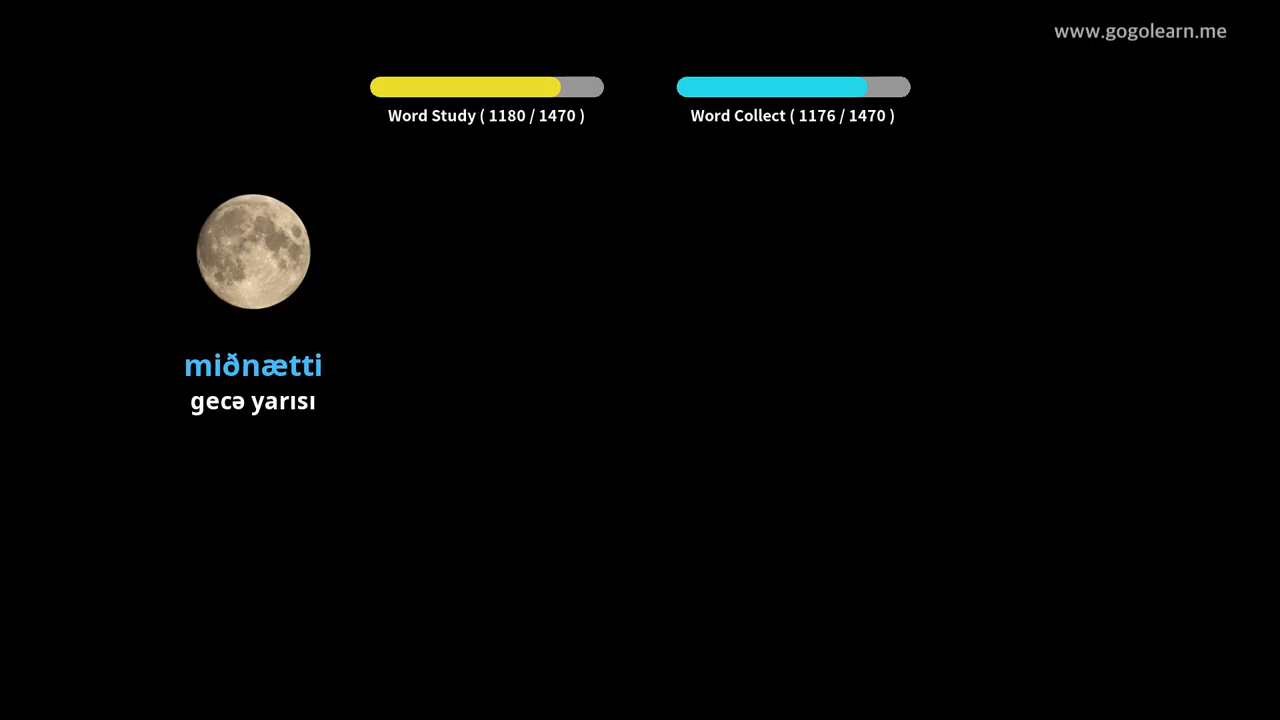 www.gogolearn.me
Word Study ( 1180 / 1470 )
Word Collect ( 1176 / 1470 )
miðnætti
gecə yarısı